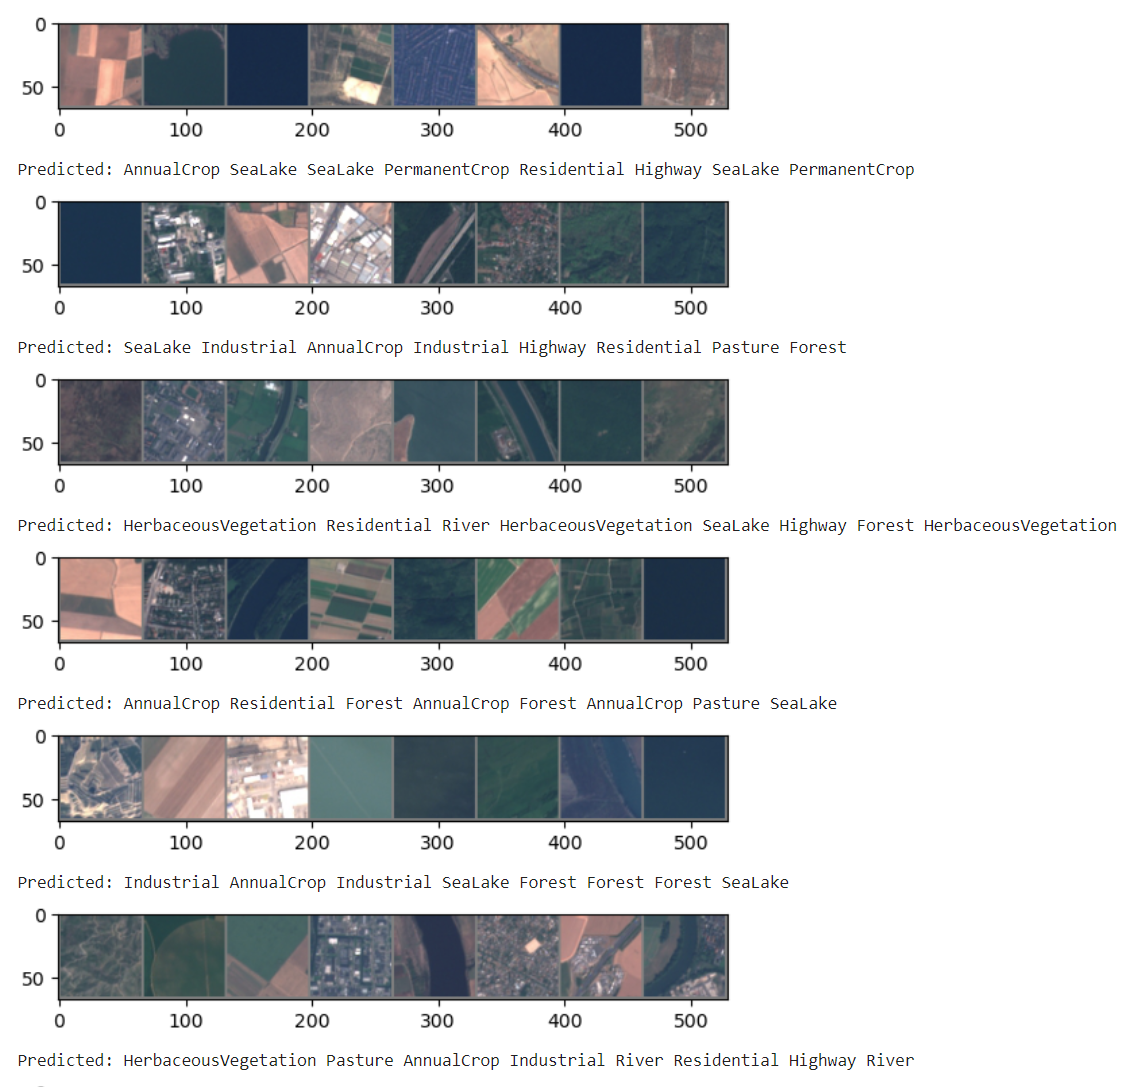 0
50
0 100 200 300 400 500
Predicted: AnnualCrop SeaLake SeaLake PermanentCrop Residential Highway SeaLake PermanentCrop
0
50
0 100 200 300 400 500
Predicted: SeaLake Industrial AnnualCrop Industrial Highway Residential Pasture Forest
0
50
0 100 200 300 400 500
Predicted: HerbaceousVegetation Residential River HerbaceousVegetation SeaLake Highway Forest HerbaceousVegetation
0
50
0 100 200 300 400 500
Predicted: AnnualCrop Residential Forest AnnualCrop Forest AnnualCrop Pasture SeaLake
0
50
0 100 200 300 400 500
Predicted: Industrial AnnualCrop Industrial SeaLake Forest Forest Forest SeaLake
0
50
0 100 200 300 400 500
Predicted: HerbaceousVegetation Pasture AnnualCrop Industrial River Residential Highway River